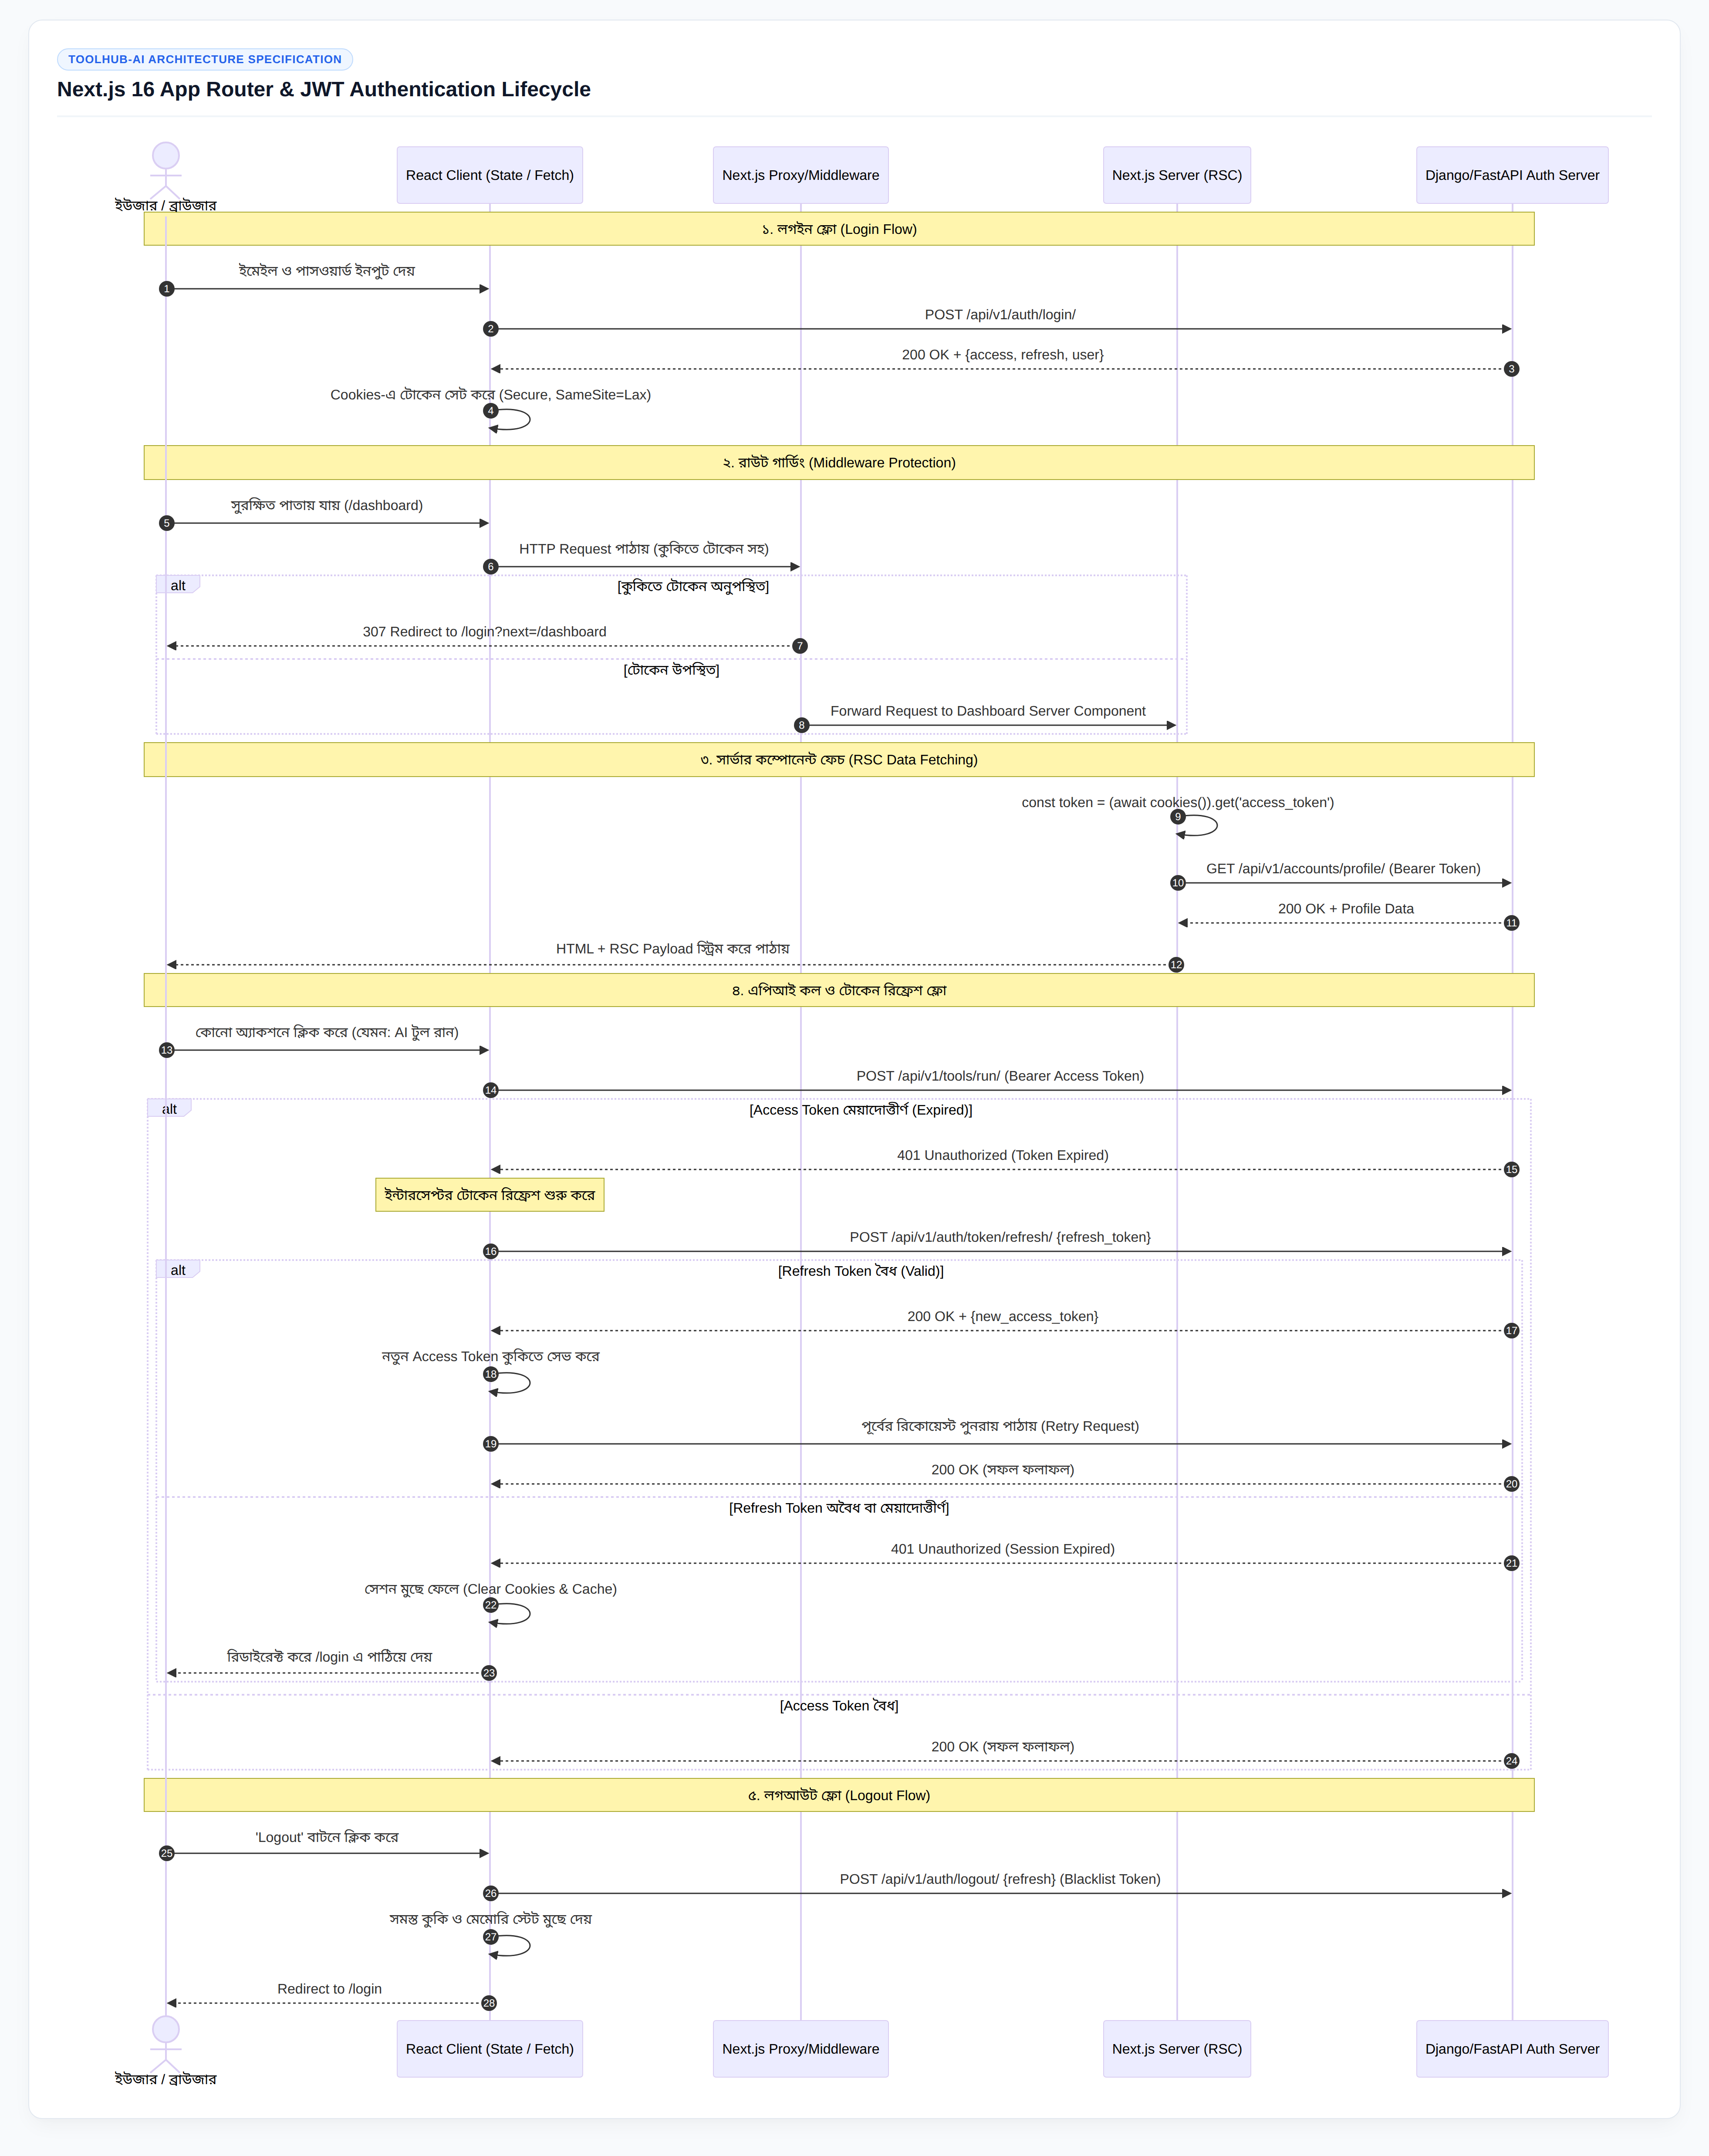 TOOLHUB-AI ARCHITECTURE SPECIFICATION
Next.js 16 App Router & JWT Authentication Lifecycle
ইউজার / ব্রাউজার
React Client (State / Fetch)
Next.js Proxy/Middleware
Next.js Server (RSC)
Django/FastAPI Auth Server
১. লগইন ফ্লো (Login Flow)
ইমেইল ও পাসওয়ার্ড ইনপুট দেয়
1
POST /api/v1/auth/login/
2
200 OK + {access, refresh, user}
3
Cookies-এ টোকেন সেট করে (Secure, SameSite=Lax)
4
২. রাউট গার্ডিং (Middleware Protection)
সুরক্ষিত পাতায় যায় (/dashboard)
5
HTTP Request পাঠায় (কুকিতে টোকেন সহ)
6
alt
[কুকিতে টোকেন অনুপস্থিত]
307 Redirect to /login?next=/dashboard
7
[টোকেন উপস্থিত]
Forward Request to Dashboard Server Component
8
৩. সার্ভার কম্পোনেন্ট ফেচ (RSC Data Fetching)
const token = (await cookies()).get('access_token')
9
GET /api/v1/accounts/profile/ (Bearer Token)
10
200 OK + Profile Data
11
HTML + RSC Payload স্ট্রিম করে পাঠায়
12
৪. এপিআই কল ও টোকেন রিফ্রেশ ফ্লো
কোনো অ্যাকশনে ক্লিক করে (যেমন: AI টুল রান)
13
POST /api/v1/tools/run/ (Bearer Access Token)
14
alt
[Access Token মেয়াদোত্তীর্ণ (Expired)]
401 Unauthorized (Token Expired)
15
ইন্টারসেপ্টর টোকেন রিফ্রেশ শুরু করে
POST /api/v1/auth/token/refresh/ {refresh_token}
16
alt
[Refresh Token বৈধ (Valid)]
200 OK + {new_access_token}
17
নতুন Access Token কুকিতে সেভ করে
18
পূর্বের রিকোয়েস্ট পুনরায় পাঠায় (Retry Request)
19
200 OK (সফল ফলাফল)
20
[Refresh Token অবৈধ বা মেয়াদোত্তীর্ণ]
401 Unauthorized (Session Expired)
21
সেশন মুছে ফেলে (Clear Cookies & Cache)
22
রিডাইরেক্ট করে /login এ পাঠিয়ে দেয়
23
[Access Token বৈধ]
200 OK (সফল ফলাফল)
24
৫. লগআউট ফ্লো (Logout Flow)
'Logout' বাটনে ক্লিক করে
25
POST /api/v1/auth/logout/ {refresh} (Blacklist Token)
26
সমস্ত কুকি ও মেমোরি স্টেট মুছে দেয়
27
Redirect to /login
28
ইউজার / ব্রাউজার
React Client (State / Fetch)
Next.js Proxy/Middleware
Next.js Server (RSC)
Django/FastAPI Auth Server